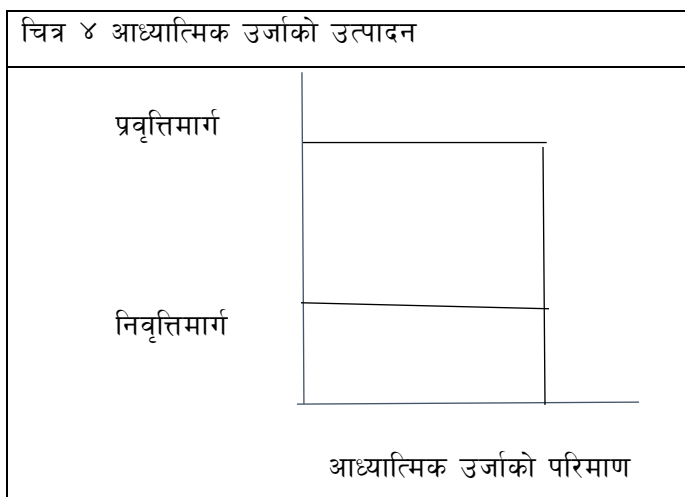 चित्र ४ आध्यात्मिक उर्जाको उत्पादन
प्रवृत्तिमार्ग
निवृत्तिमार्ग
आध्यात्मिक उर्जाको परिमाण